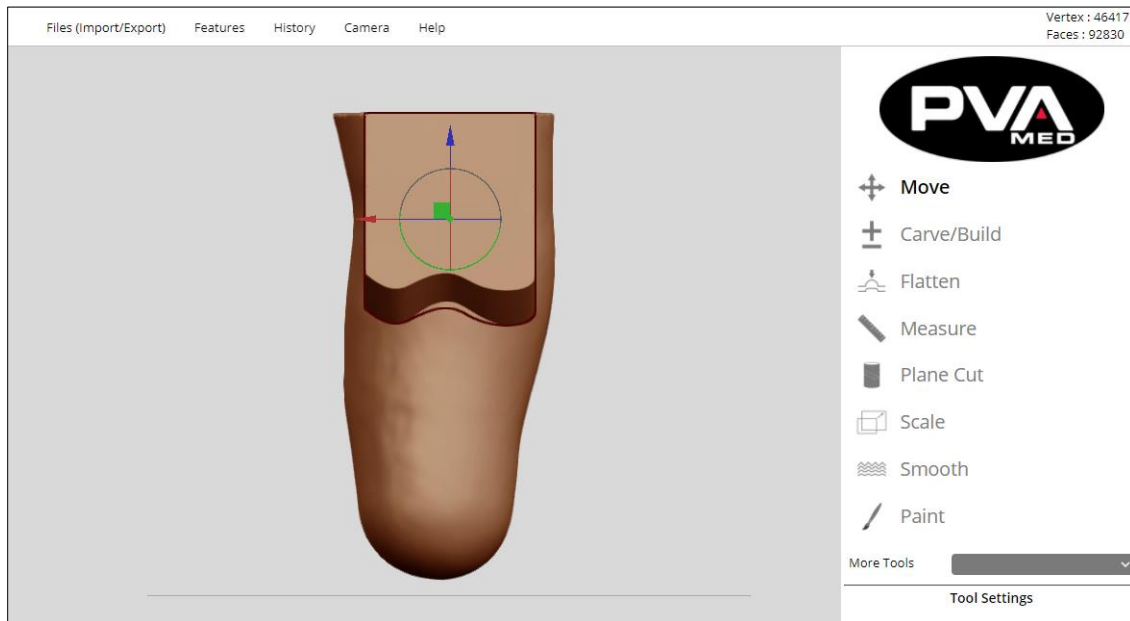 Files (Import/Export) Features History Camera Help
Vertex : 46417
Faces : 92830
PVA
MED
Move
Carve/Build
Flatten
Measure
Plane Cut
Scale
Smooth
Paint
More Tools
Tool Settings